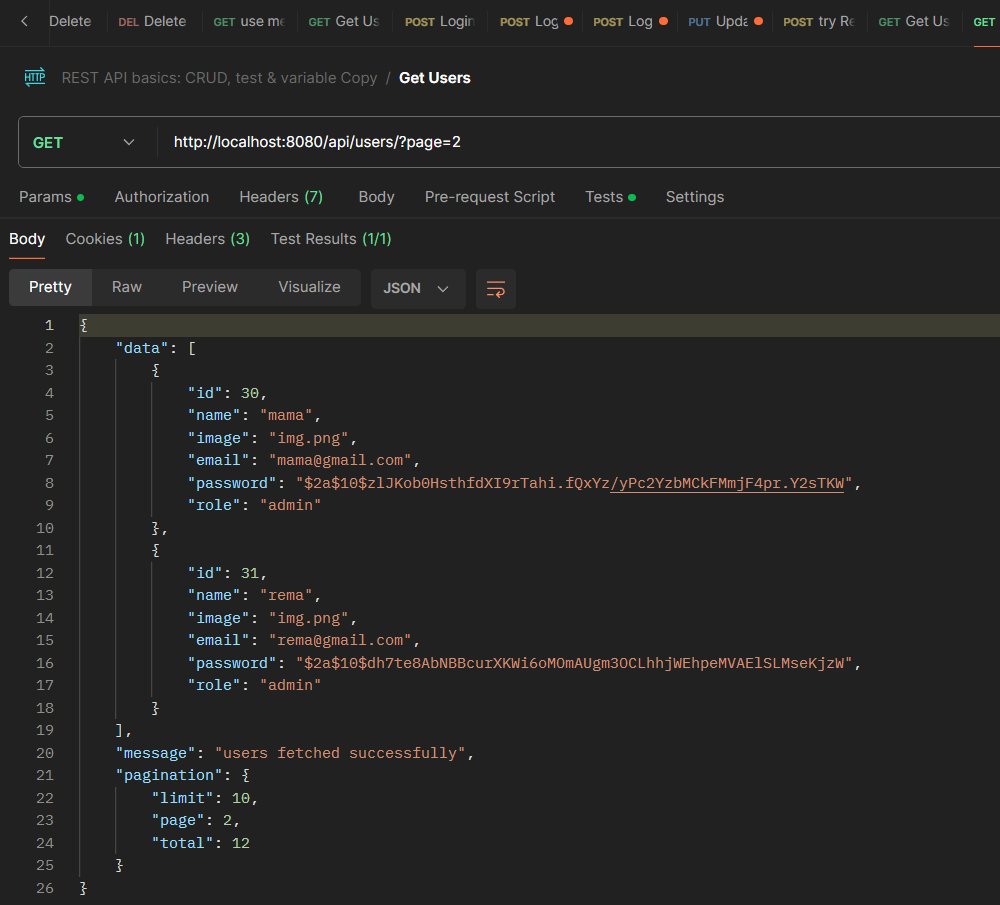 Delete DEL Delete GET use me GET Get Us POST Login POST Log POST Log PUT Upda POST try Re GET Get Us GET
HTTP REST API basics: CRUD, test & variable Copy / Get Users
GET http://localhost:8080/api/users/?page=2
Params Authorization Headers (7) Body Pre-request Script Tests Settings
Body Cookies (1) Headers (3) Test Results (1/1)
Pretty Raw Preview Visualize JSON
1 {
2 "data": [
3 {
4 "id": 30,
5 "name": "mama",
6 "image": "img.png",
7 "email": "mama@gmail.com",
8 "password": "$2a$10$zlJKob0HsthfdXI9rTahi.fQxYz/yPc2YzbMCkFMmjF4pr.Y2sTKW",
9 "role": "admin"
10 },
11 {
12 "id": 31,
13 "name": "rema",
14 "image": "img.png",
15 "email": "rema@gmail.com",
16 "password": "$2a$10$dh7te8AbNBBcurXKWi6oMOmAUgm3OCLhhjWEhpeMVAElSLMseKjzW",
17 "role": "admin"
18 }
19 ],
20 "message": "users fetched successfully",
21 "pagination": {
22 "limit": 10,
23 "page": 2,
24 "total": 12
25 }
26 }